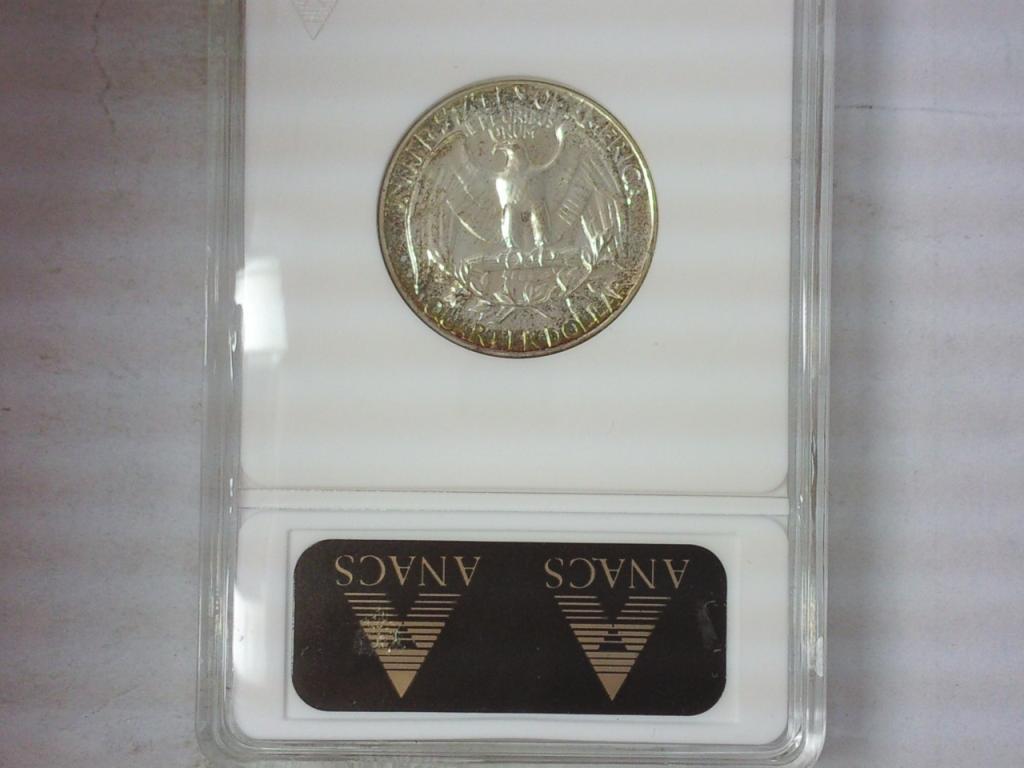 UNITED STATES OF AMERICA
E PLURIBUS
UNUM
QUARTER DOLLAR
ANACS
ANACS